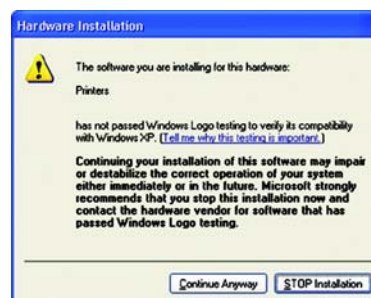 Hardware Installation
The software you are installing for this hardware:
Printers
has not passed Windows Logo testing to verify its compatibility
with Windows XP. (Tell me why this testing is important.)
Continuing your installation of this software may impair
or destabilize the correct operation of your system
either immediately or in the future. Microsoft strongly
recommends that you stop this installation now and
contact the hardware vendor for software that has
passed Windows Logo testing.
Continue Anyway
STOP Installation